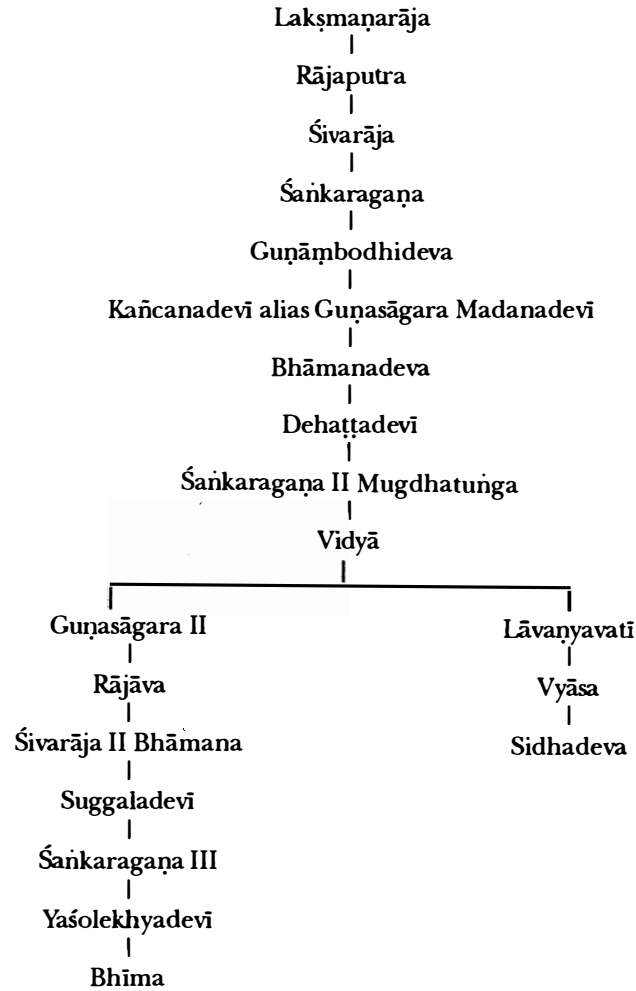 Lakṣmaṇarāja
Rājaputra
Śivarāja
Śaṅkaragaṇa
Guṇāṃbodhideva
Kañcanadevī alias Guṇasāgara Madanadevī
Bhāmanadeva
Dehaṭṭadevī
Śaṅkaragaṇa II Mugdhatuṅga
Vidyā
Guṇasāgara II
Rājāva
Śivarāja II Bhāmana
Suggaladevī
Śaṅkaragaṇa III
Yaśolekhyadevī
Bhīma
Lāvaṇyavatī
Vyāsa
Sidhadeva